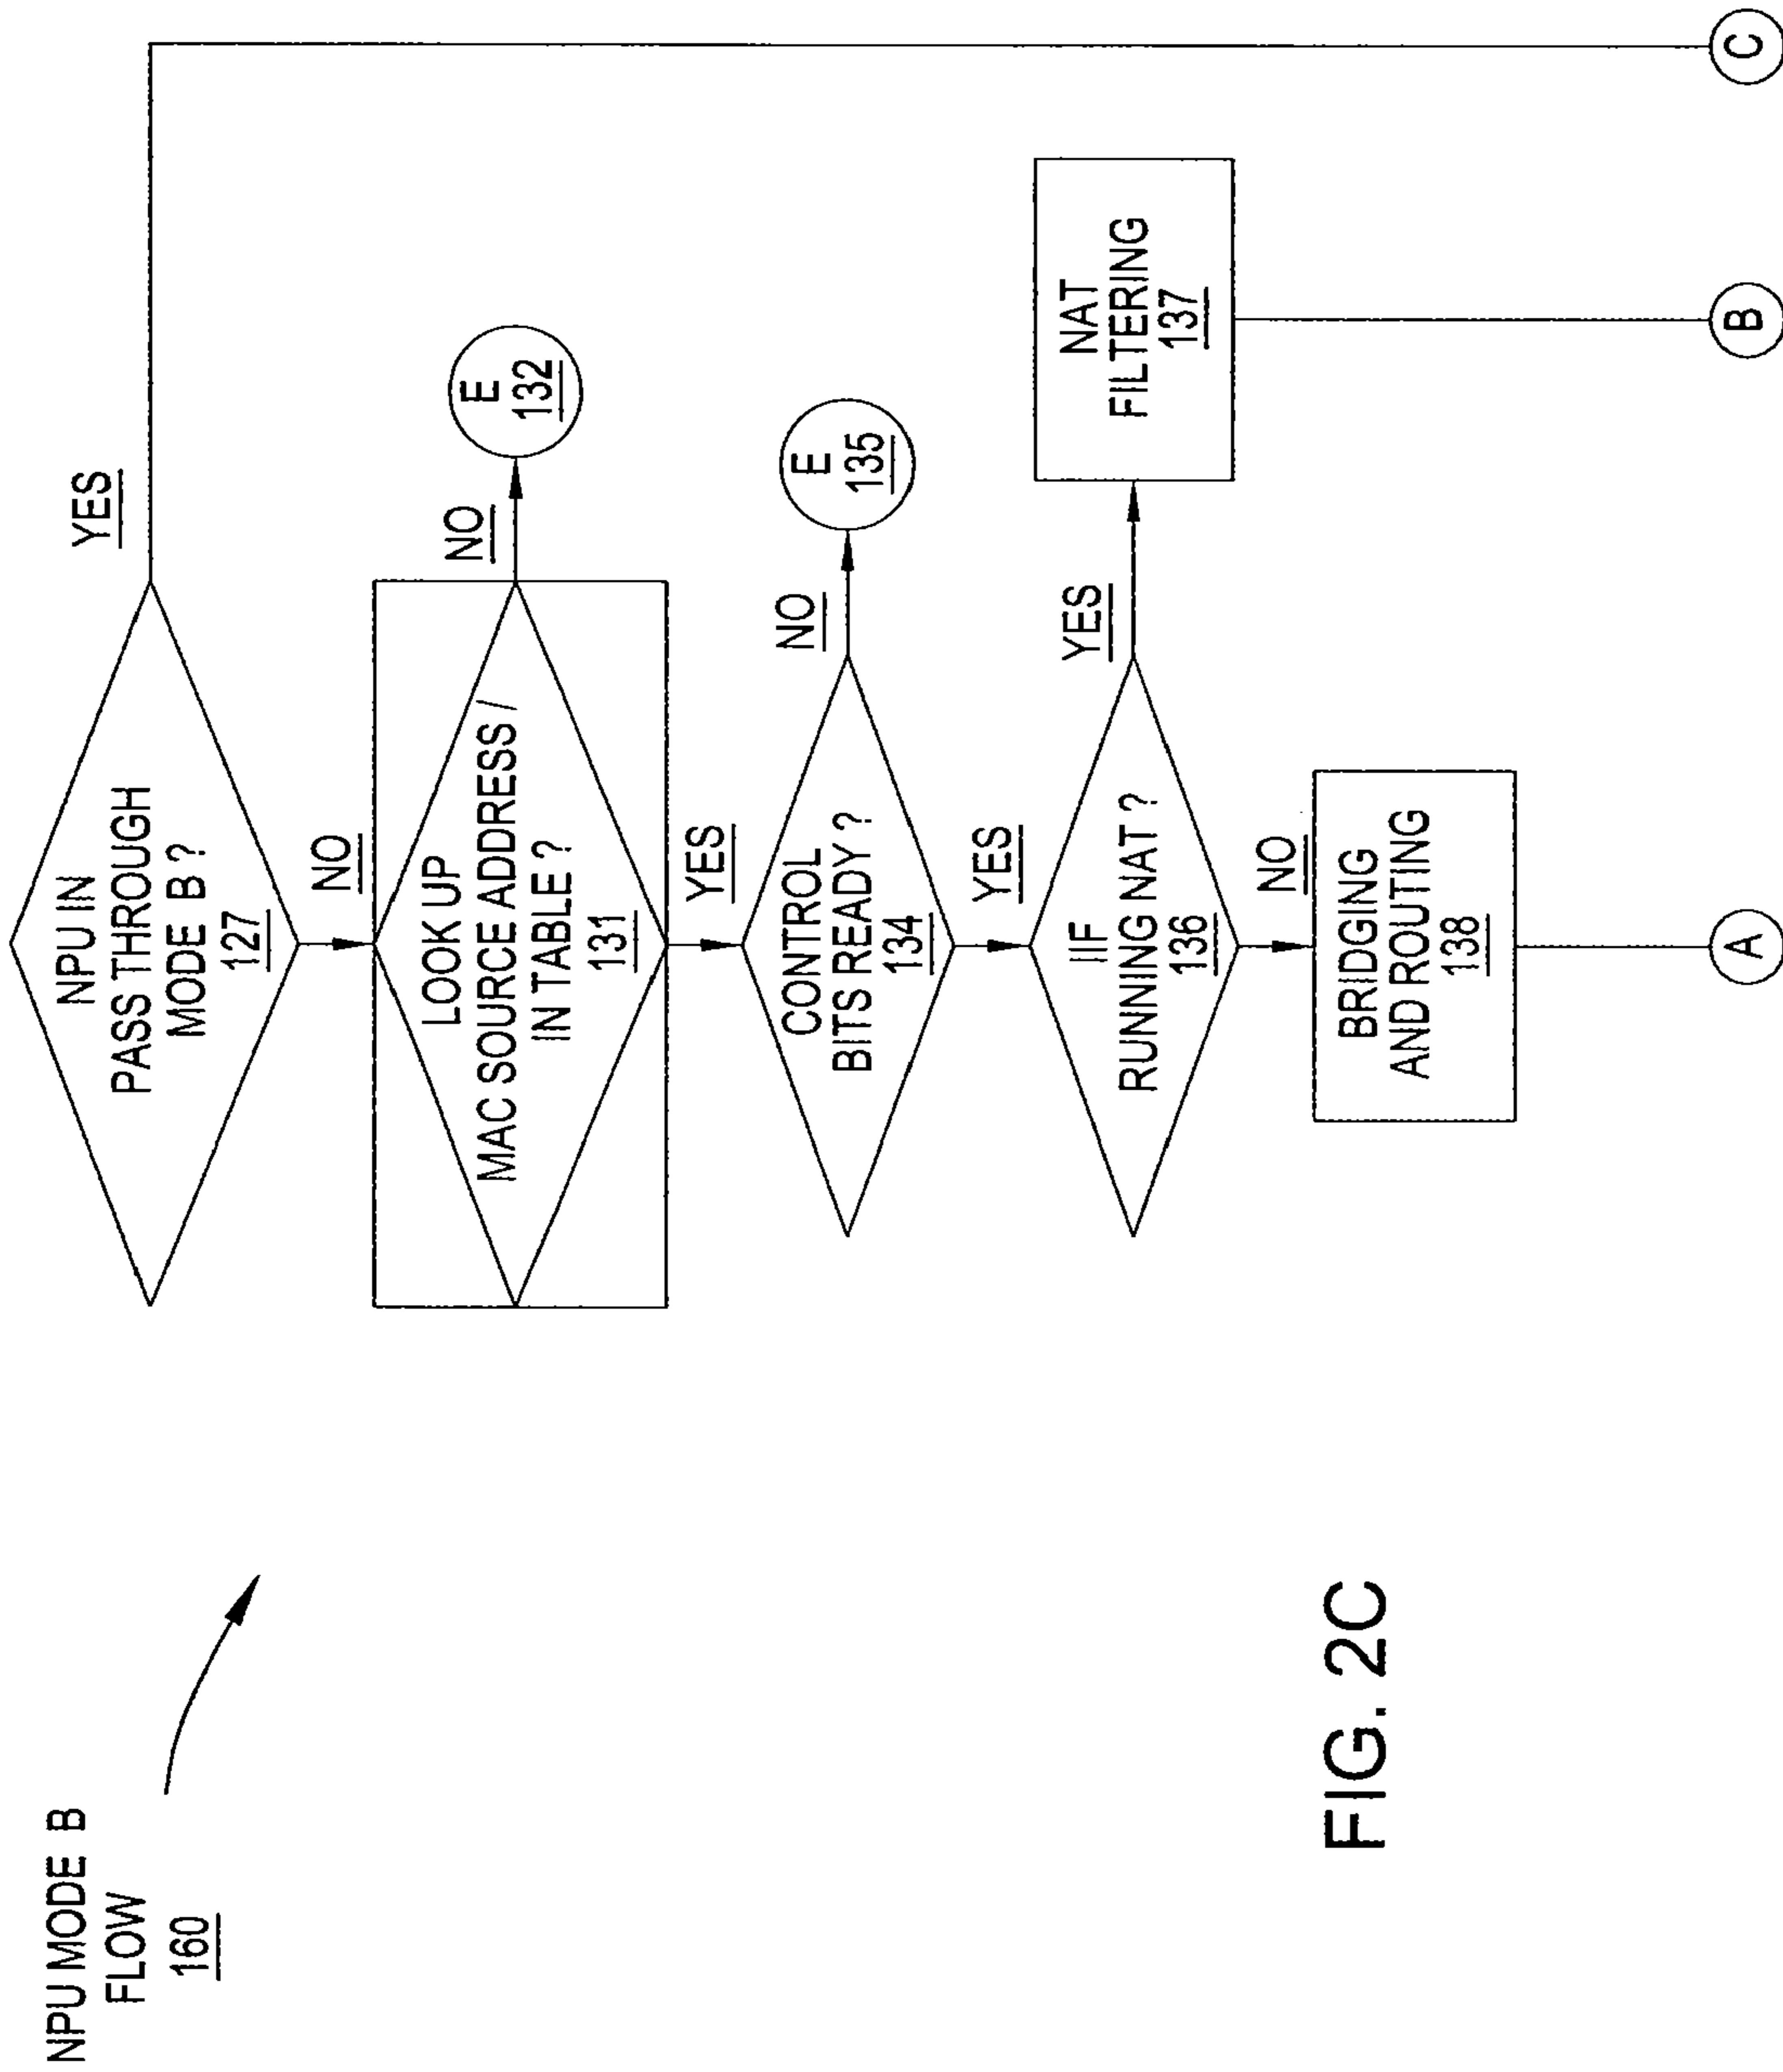 NPU MODE B
FLOW
160
NPU IN
PASS THROUGH
MODE B ?
127
YES
NO
LOOK UP
MAC SOURCE ADDRESS /
IN TABLE ?
131
NO
E
132
YES
CONTROL
BITS READY ?
134
NO
E
135
YES
IIF
RUNNING NAT ?
136
YES
NAT
FILTERING
137
NO
BRIDGING
AND ROUTING
138
A
B
C
FIG. 2C